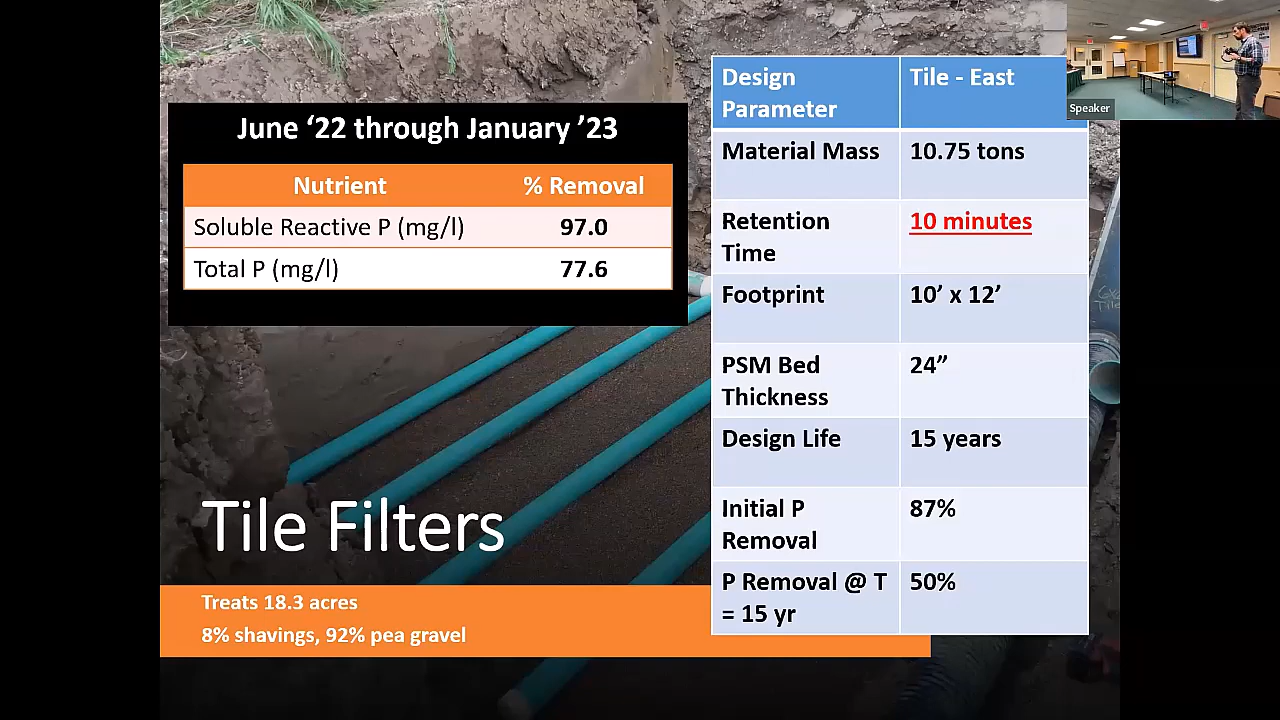 June ‘22 through January ’23
Nutrient % Removal
Soluble Reactive P (mg/l) 97.0
Total P (mg/l) 77.6
Tile Filters
Treats 18.3 acres
8% shavings, 92% pea gravel
Design
Parameter
Tile - East
Material Mass 10.75 tons
Retention
Time
10 minutes
Footprint 10’ x 12’
PSM Bed
Thickness
24”
Design Life 15 years
Initial P
Removal
87%
P Removal @ T
= 15 yr
50%
Speaker